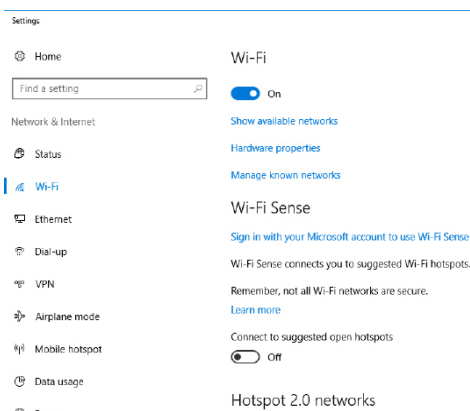 Settings
Home
Find a setting
Network & Internet
Status
Wi-Fi
Ethernet
Dial-up
VPN
Airplane mode
Mobile hotspot
Data usage
Wi-Fi
On
Show available networks
Hardware properties
Manage known networks
Wi-Fi Sense
Sign in with your Microsoft account to use Wi-Fi Sense
Wi-Fi Sense connects you to suggested Wi-Fi hotspots.
Remember, not all Wi-Fi networks are secure.
Learn more
Connect to suggested open hotspots
Off
Hotspot 2.0 networks